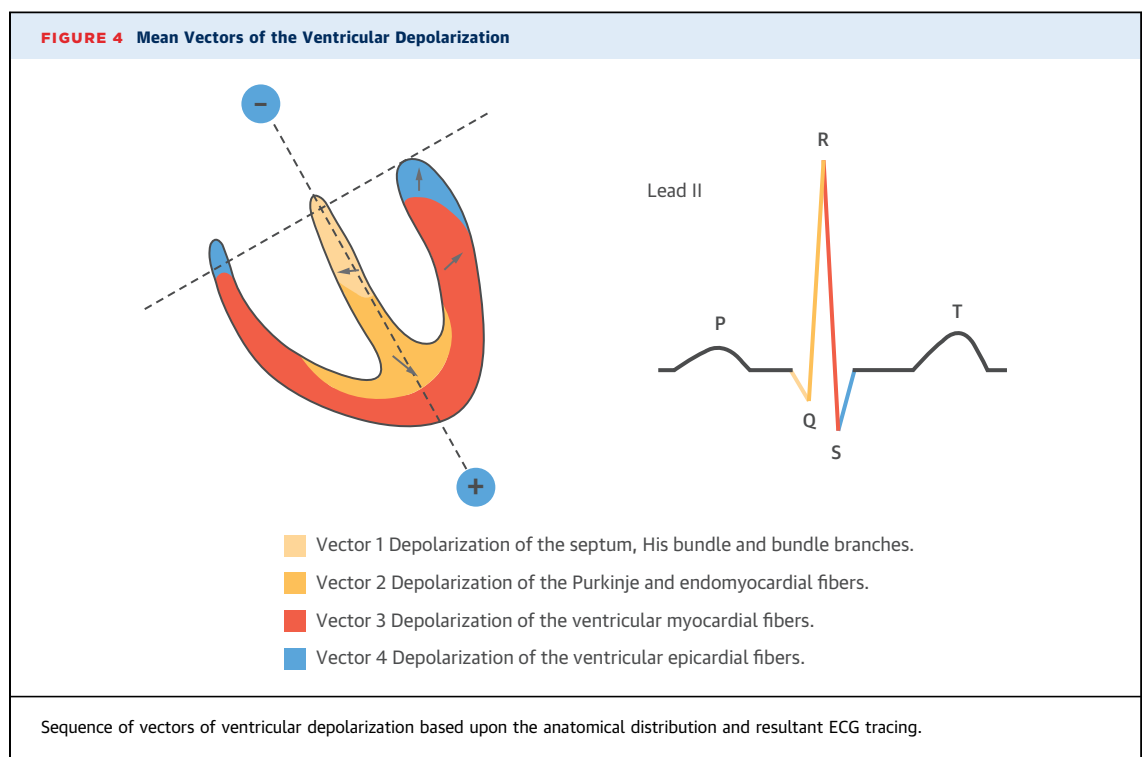 FIGURE 4 Mean Vectors of the Ventricular Depolarization
–
+
Lead II
R
P
T
Q
S
Vector 1 Depolarization of the septum, His bundle and bundle branches.
Vector 2 Depolarization of the Purkinje and endomyocardial fibers.
Vector 3 Depolarization of the ventricular myocardial fibers.
Vector 4 Depolarization of the ventricular epicardial fibers.
Sequence of vectors of ventricular depolarization based upon the anatomical distribution and resultant ECG tracing.